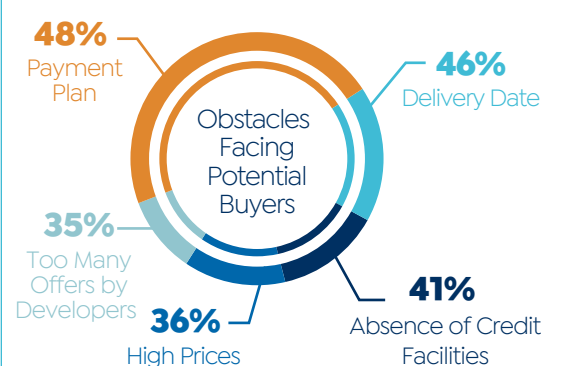 48%
Payment
Plan
46%
Delivery Date
Obstacles
Facing
Potential
Buyers
35%
Too Many
Offers by
Developers
36%
High Prices
41%
Absence of Credit
Facilities